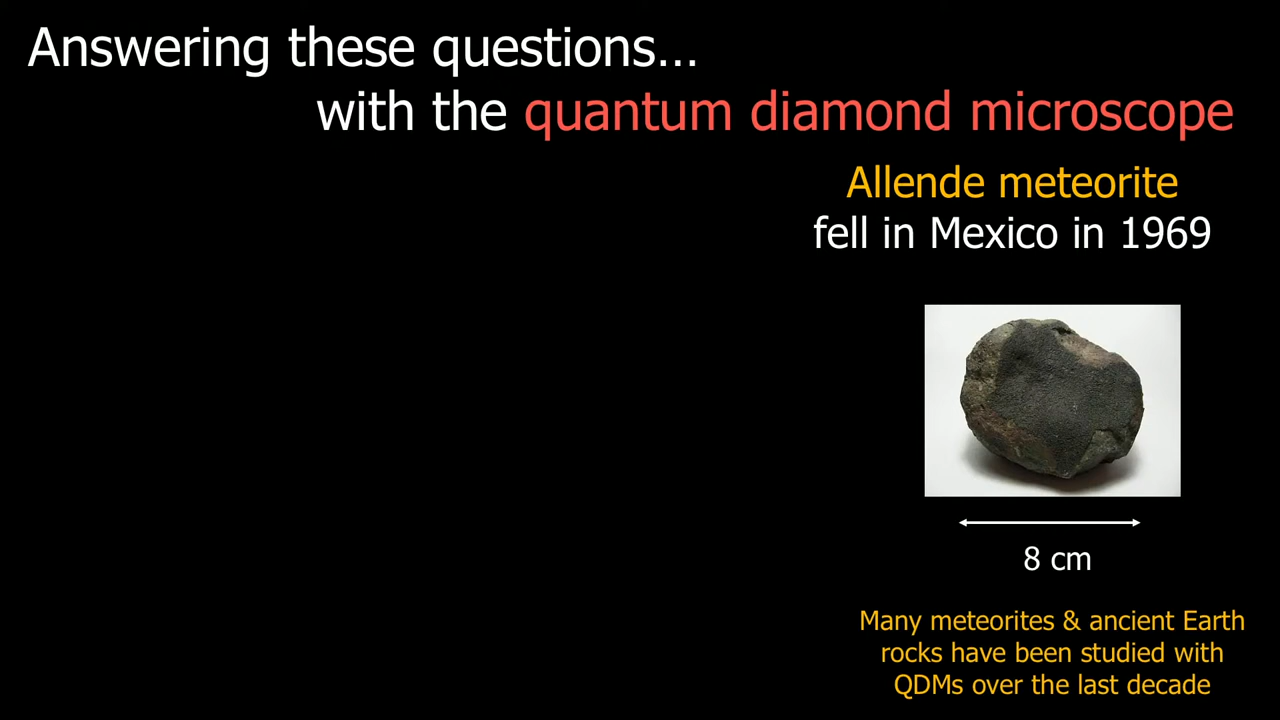 Answering these questions…
with the quantum diamond microscope
Allende meteorite
fell in Mexico in 1969
8 cm
Many meteorites & ancient Earth
rocks have been studied with
QDMs over the last decade